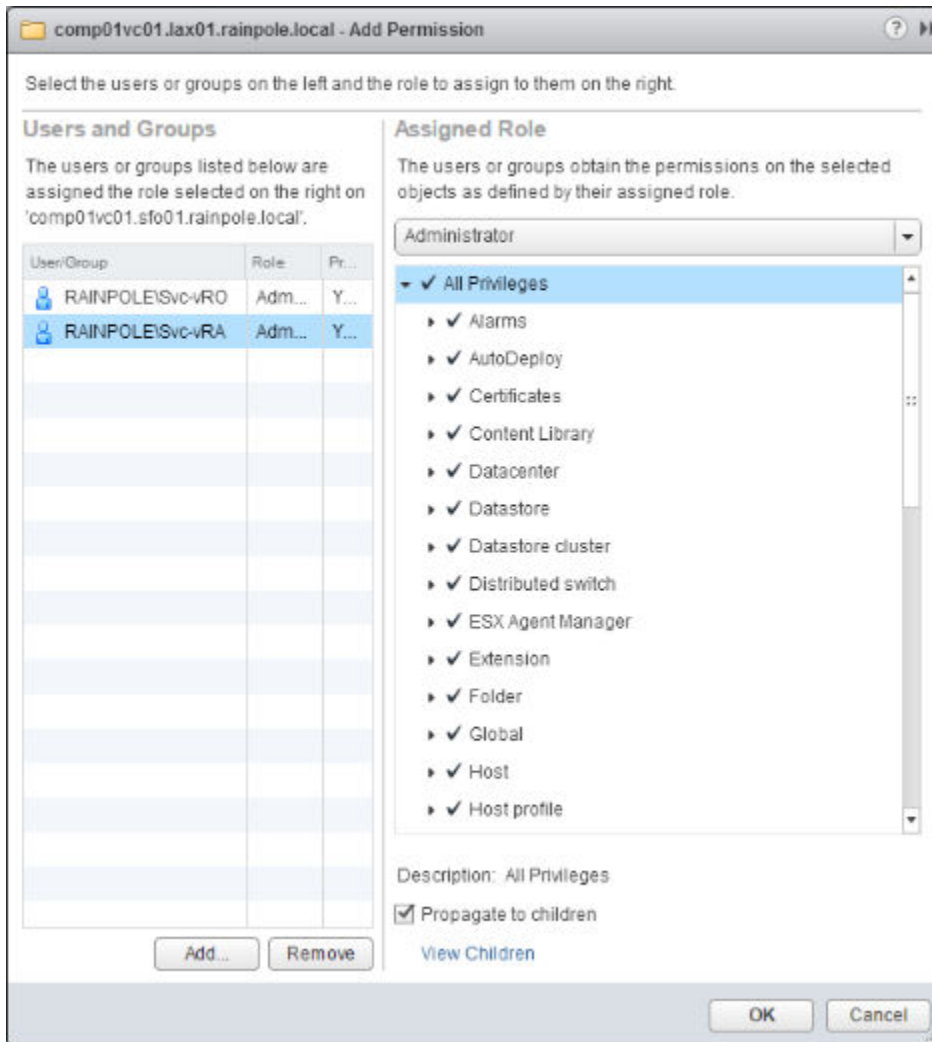 comp01vc01.lax01.rainpole.local - Add Permission
Select the users or groups on the left and the role to assign to them on the right.
Users and Groups
The users or groups listed below are
assigned the role selected on the right on
'comp01vc01.sfo01.rainpole.local'.
User/Group Role Pr...
RAINPOLE\Svc-vRO Adm... Y...
RAINPOLE\Svc-vRA Adm... Y...
Add... Remove
Assigned Role
The users or groups obtain the permissions on the selected
objects as defined by their assigned role.
Administrator
All Privileges
Alarms
AutoDeploy
Certificates
Content Library
Datacenter
Datastore
Datastore cluster
Distributed switch
ESX Agent Manager
Extension
Folder
Global
Host
Host profile
Description: All Privileges
Propagate to children
View Children
OK Cancel